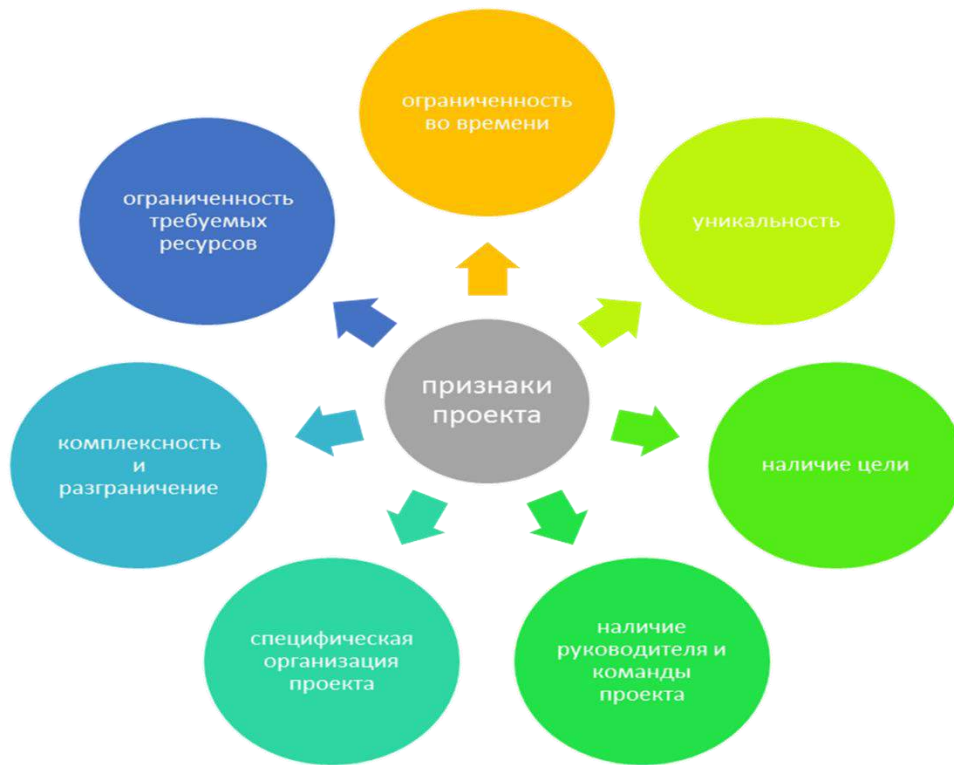 ограниченность
во времени
уникальность
наличие цели
наличие
руководителя и
команды
проекта
специфическая
организация
проекта
комплексность
и
разграничение
ограниченность
требуемых
ресурсов
признаки
проекта